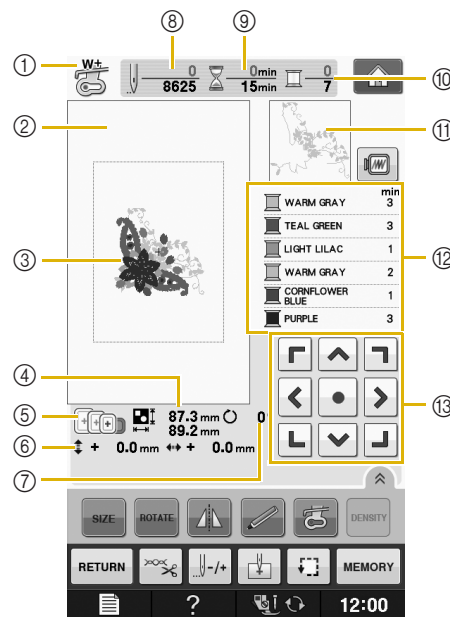 ⑧ ⑨
① W±
0 0min 0
8625 15min 7 ⑩
② ⑪
min
WARM GRAY 3
TEAL GREEN 3
③ LIGHT LILAC 1 ⑫
WARM GRAY 2
CORNFLOWER BLUE 1
PURPLE 3
④ ⑬
⑤ 87.3 mm 0
89.2 mm
⑥ + 0.0 mm + 0.0 mm
⑦
SIZE ROTATE DENSITY
RETURN -/+ MEMORY
? 12:00